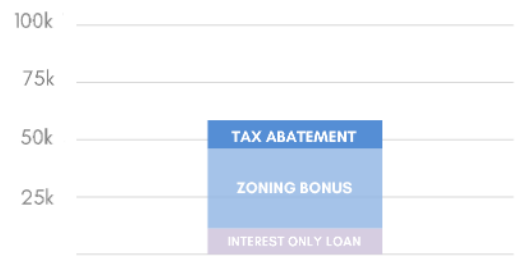 100k
75k
50k
TAX ABATEMENT
ZONING BONUS
25k
INTEREST ONLY LOAN